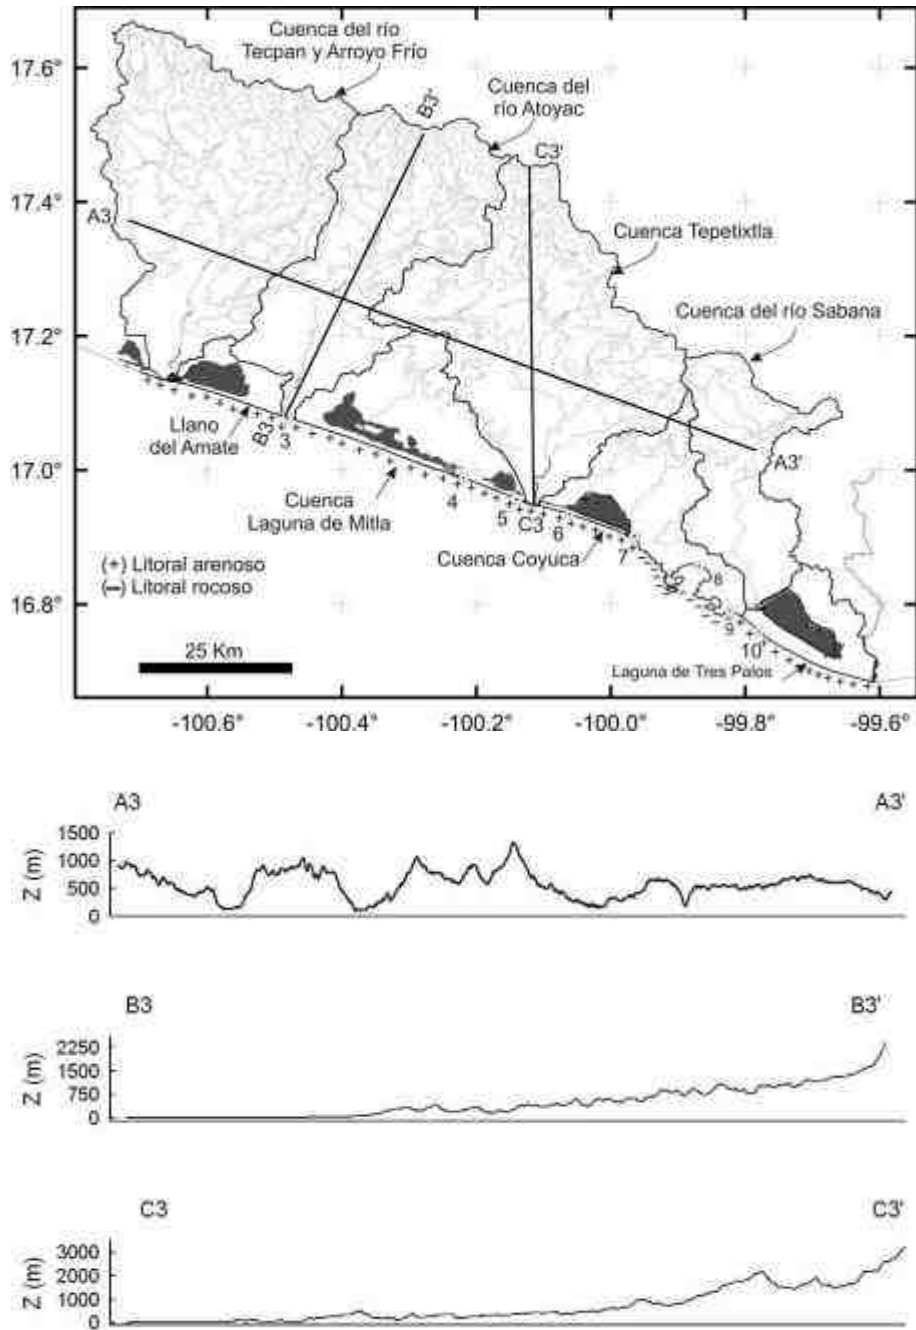 Cuenca del río
Tecpan y Arroyo Frío
Cuenca del
río Atoyac
B3'
C3'
A3
Cuenca Tepetixtla
Cuenca del río Sabana
Llano
del Amate
B3
3
Cuenca
Laguna de Mitla
4
5
C3
6
Cuenca Coyuca
7
8
9
10
A3'
Laguna de Tres Palos
(+) Litoral arenoso
(–) Litoral rocoso
25 Km
17.6°
17.4°
17.2°
17.0°
16.8°
-100.6° -100.4° -100.2° -100.0° -99.8° -99.6°
A3 A3'
Z (m)
1500
1000
500
0
B3 B3'
Z (m)
2250
1500
750
0
C3 C3'
Z (m)
3000
2000
1000
0